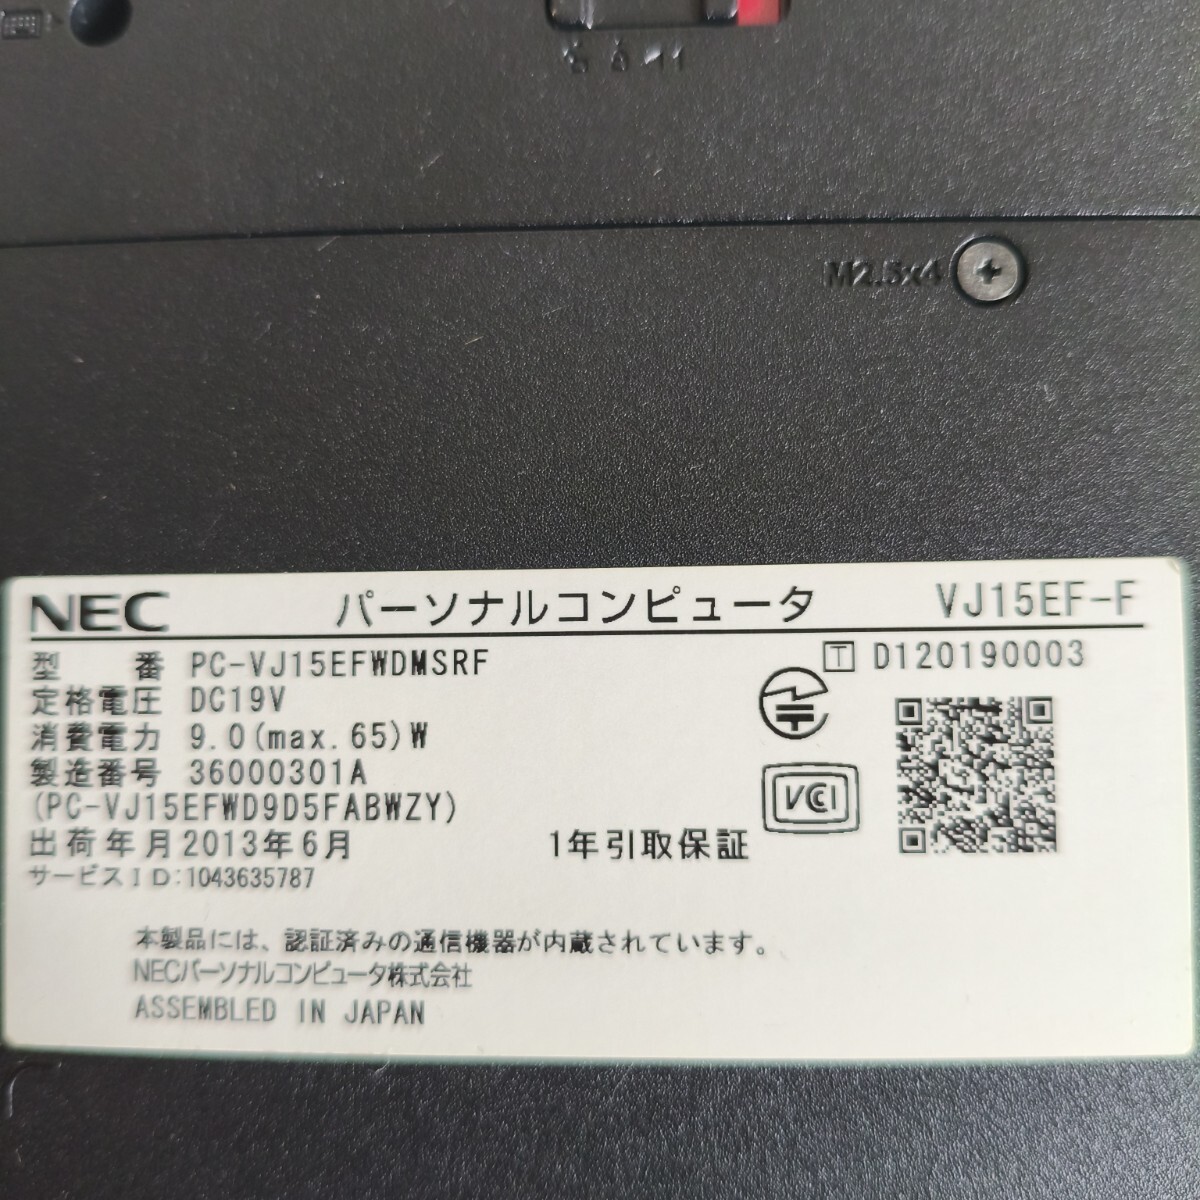 M2.5x4
NEC パーソナルコンピュータ VJ15EF-F
型 番 PC-VJ15EFWDMSRF
T D120190003
定格電圧 DC19V
消費電力 9.0(max.65)W
製造番号 36000301A
(PC-VJ15EFWD9D5FABWZY)
VCI
出荷年月 2013年6月 1年引取保証
サービスID:1043635787
本製品には、認証済みの通信機器が内蔵されています。
NECパーソナルコンピュータ株式会社
ASSEMBLED IN JAPAN